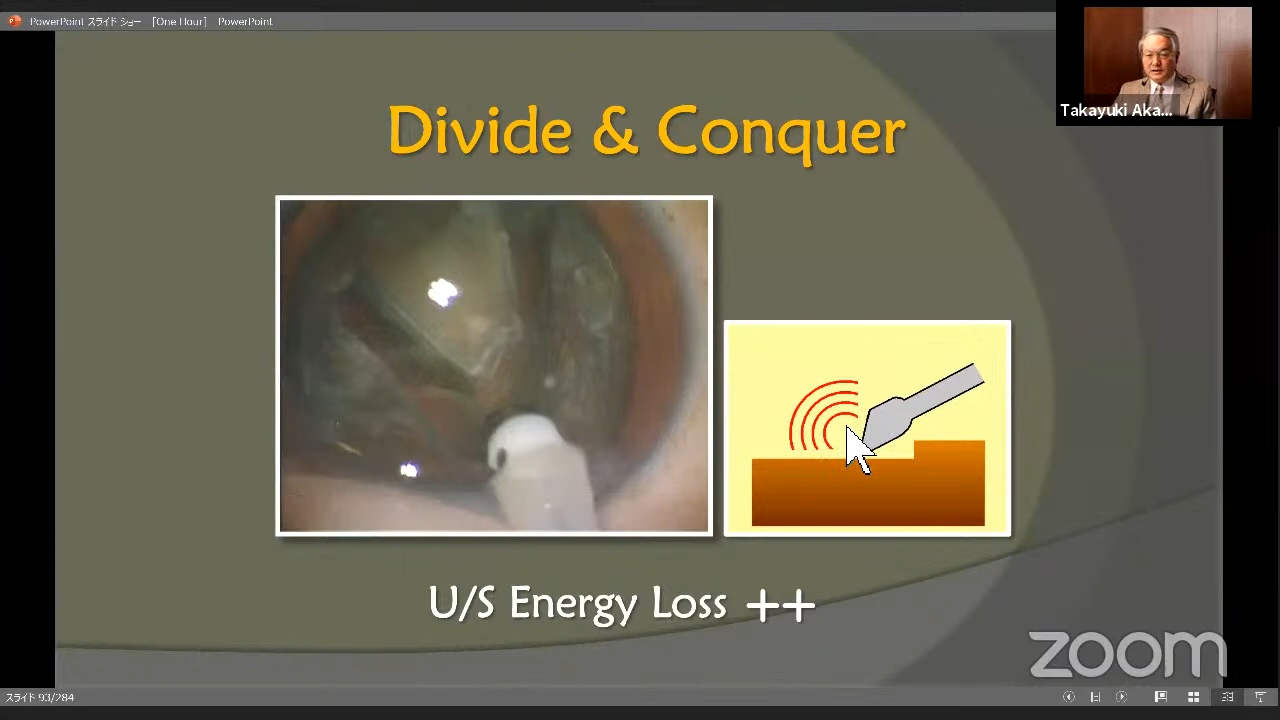 PowerPoint スライド ショー [One Hour] PowerPoint
Takayuki Aka...
Divide & Conquer
U/S Energy Loss ++
zoom
スライド 93/284